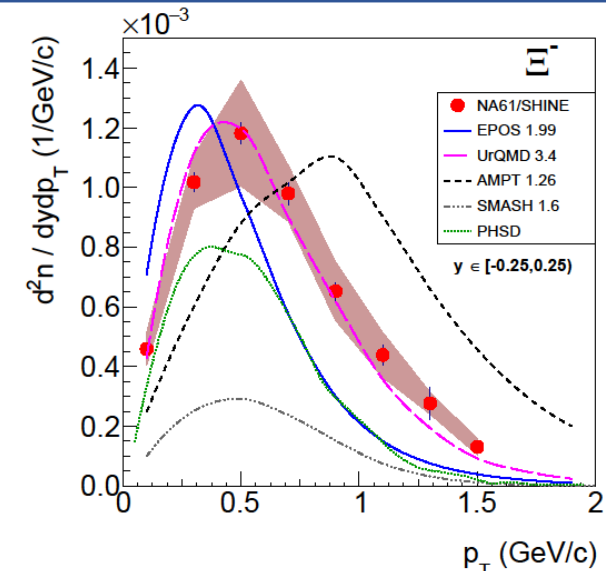 ×10⁻³
Ξ⁻
d²n / dydp_T (1/GeV/c)
1.4
1.2
1.0
0.8
0.6
0.4
0.2
0.0
NA61/SHINE
EPOS 1.99
UrQMD 3.4
AMPT 1.26
SMASH 1.6
PHSD
y ∈ [-0.25,0.25)
0 0.5 1 1.5 2
p_T (GeV/c)